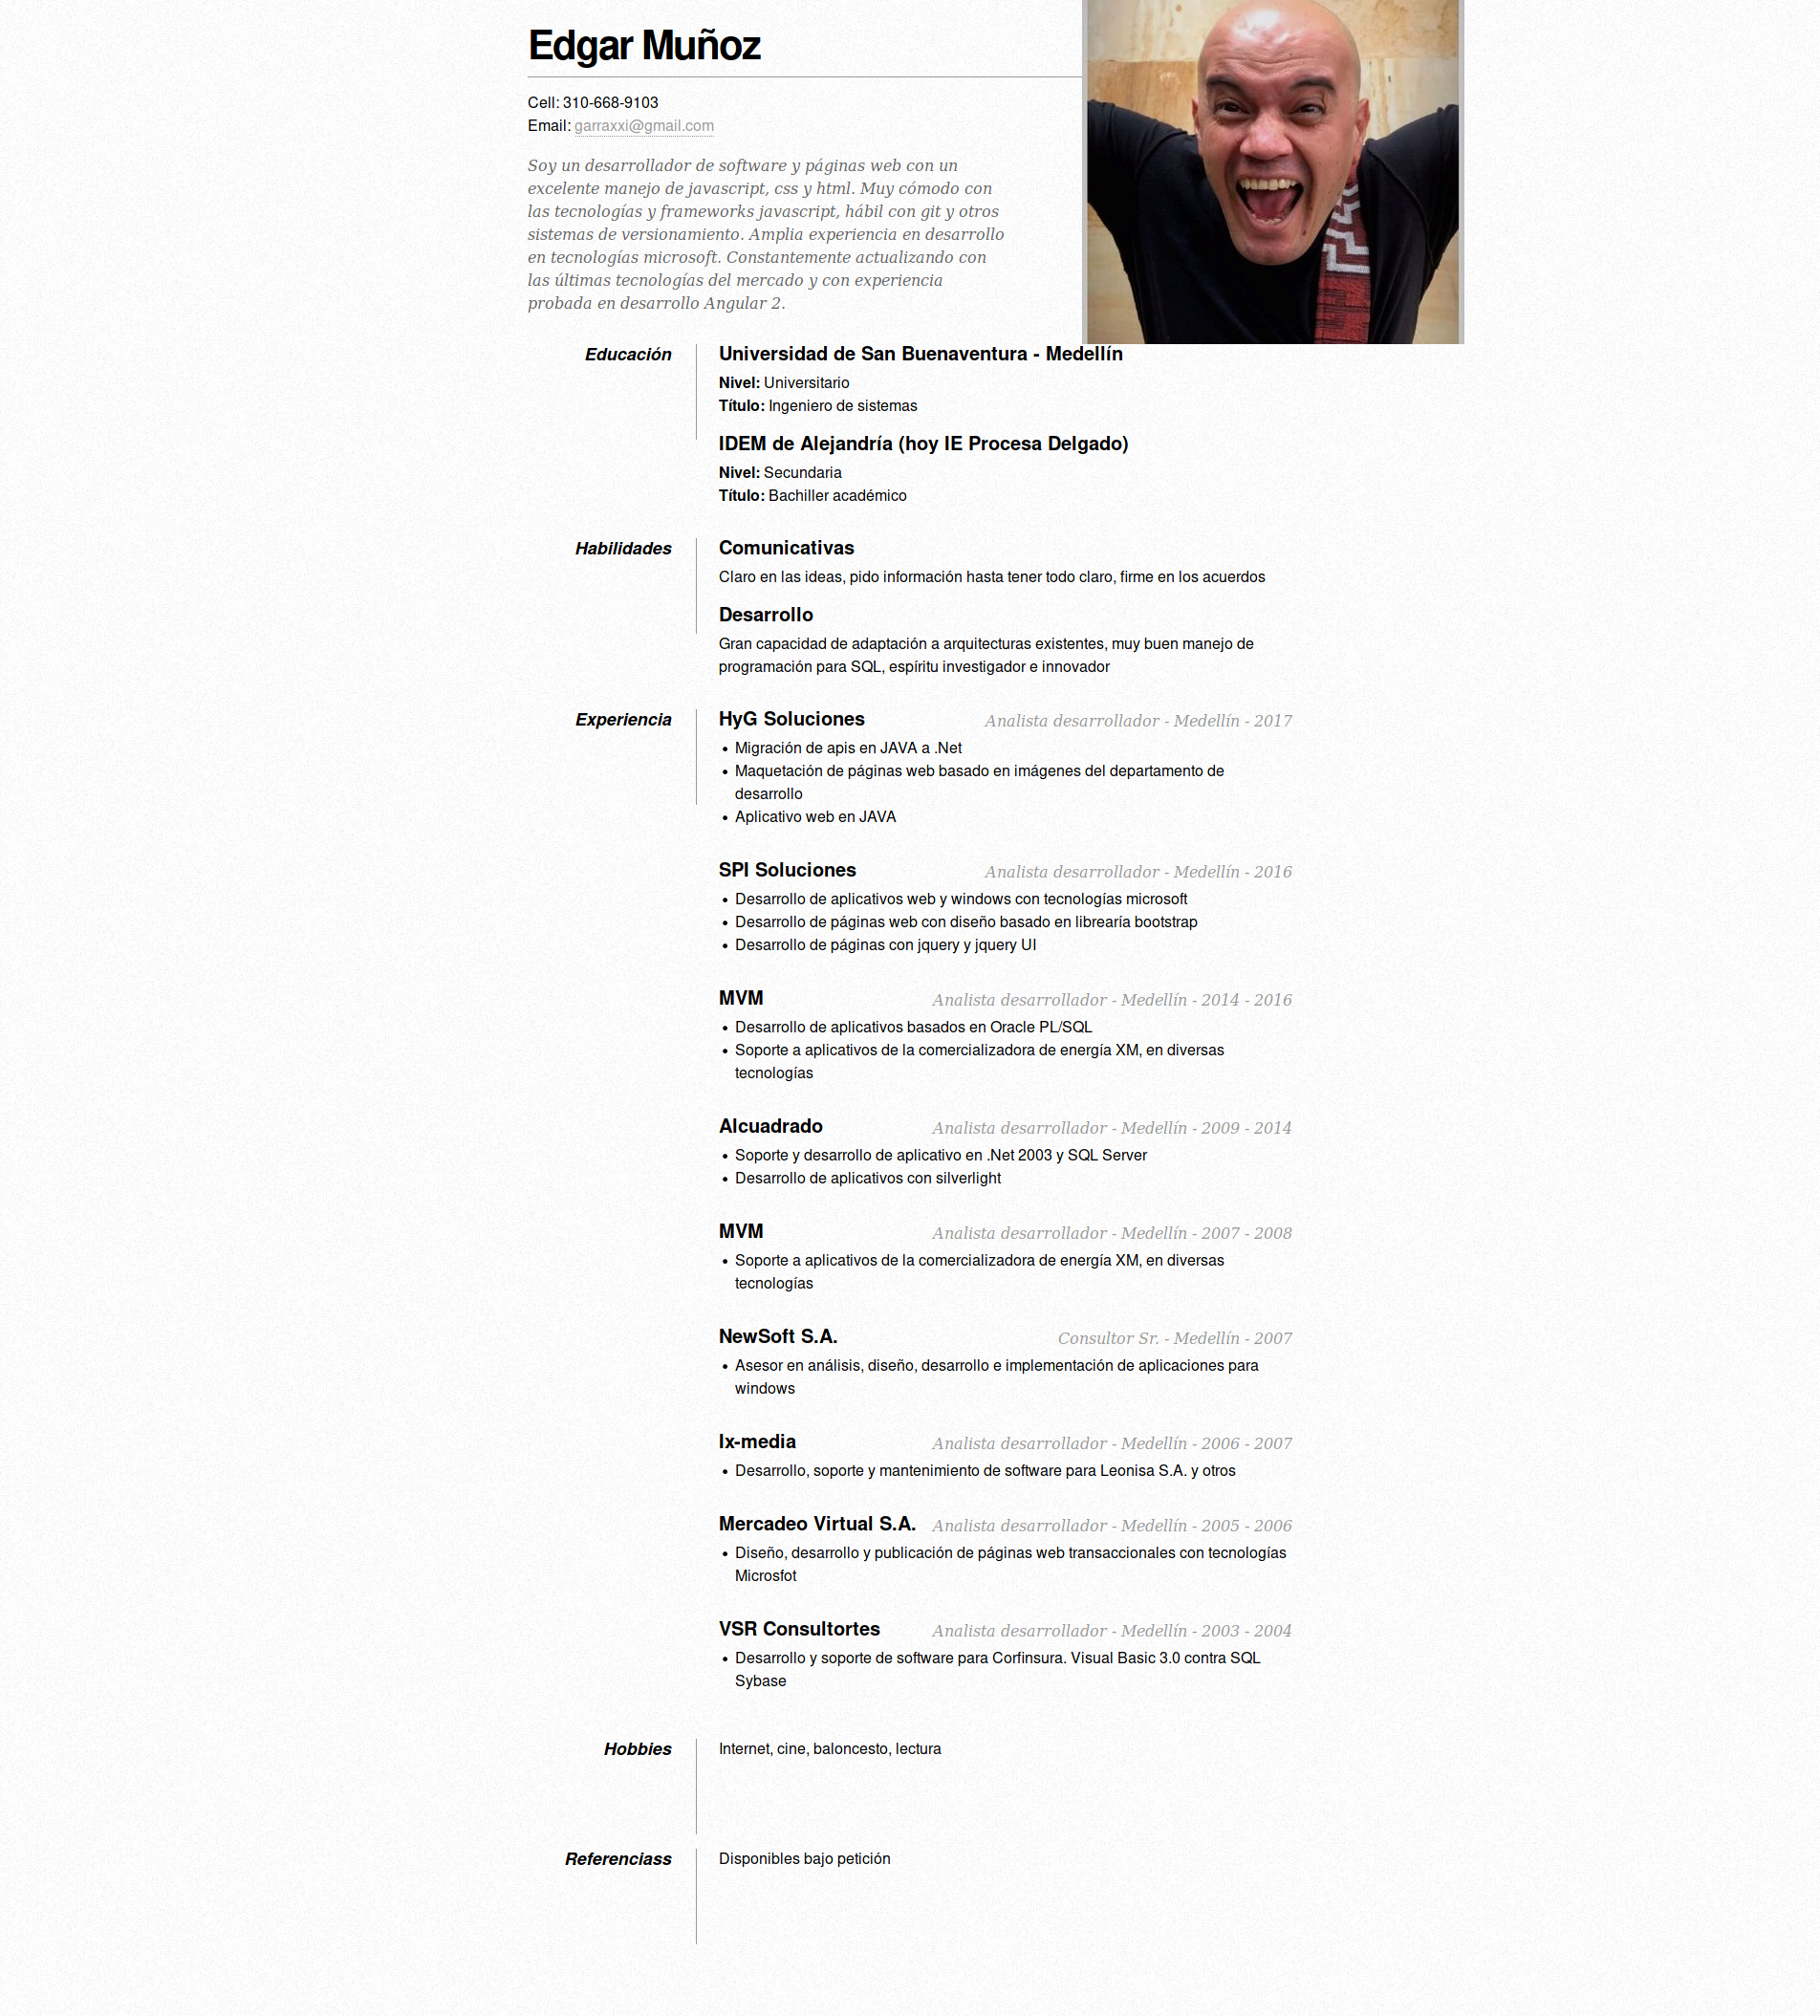 Edgar Muñoz
Cell: 310-668-9103
Email: garraxxi@gmail.com
Soy un desarrollador de software y páginas web con un
excelente manejo de javascript, css y html. Muy cómodo con
las tecnologías y frameworks javascript, hábil con git y otros
sistemas de versionamiento. Amplia experiencia en desarrollo
en tecnologías microsoft. Constantemente actualizando con
las últimas tecnologías del mercado y con experiencia
probada en desarrollo Angular 2.
Educación
Universidad de San Buenaventura - Medellín
Nivel: Universitario
Título: Ingeniero de sistemas
IDEM de Alejandría (hoy IE Procesa Delgado)
Nivel: Secundaria
Título: Bachiller académico
Habilidades
Comunicativas
Claro en las ideas, pido información hasta tener todo claro, firme en los acuerdos
Desarrollo
Gran capacidad de adaptación a arquitecturas existentes, muy buen manejo de
programación para SQL, espíritu investigador e innovador
Experiencia
HyG Soluciones Analista desarrollador - Medellín - 2017
• Migración de apis en JAVA a .Net
• Maquetación de páginas web basado en imágenes del departamento de
desarrollo
• Aplicativo web en JAVA
SPI Soluciones Analista desarrollador - Medellín - 2016
• Desarrollo de aplicativos web y windows con tecnologías microsoft
• Desarrollo de páginas web con diseño basado en librearía bootstrap
• Desarrollo de páginas con jquery y jquery UI
MVM Analista desarrollador - Medellín - 2014 - 2016
• Desarrollo de aplicativos basados en Oracle PL/SQL
• Soporte a aplicativos de la comercializadora de energía XM, en diversas
tecnologías
Alcuadrado Analista desarrollador - Medellín - 2009 - 2014
• Soporte y desarrollo de aplicativo en .Net 2003 y SQL Server
• Desarrollo de aplicativos con silverlight
MVM Analista desarrollador - Medellín - 2007 - 2008
• Soporte a aplicativos de la comercializadora de energía XM, en diversas
tecnologías
NewSoft S.A. Consultor Sr. - Medellín - 2007
• Asesor en análisis, diseño, desarrollo e implementación de aplicaciones para
windows
Ix-media Analista desarrollador - Medellín - 2006 - 2007
• Desarrollo, soporte y mantenimiento de software para Leonisa S.A. y otros
Mercadeo Virtual S.A. Analista desarrollador - Medellín - 2005 - 2006
• Diseño, desarrollo y publicación de páginas web transaccionales con tecnologías
Microsfot
VSR Consultortes Analista desarrollador - Medellín - 2003 - 2004
• Desarrollo y soporte de software para Corfinsura. Visual Basic 3.0 contra SQL
Sybase
Hobbies
Internet, cine, baloncesto, lectura
Referenciass
Disponibles bajo petición